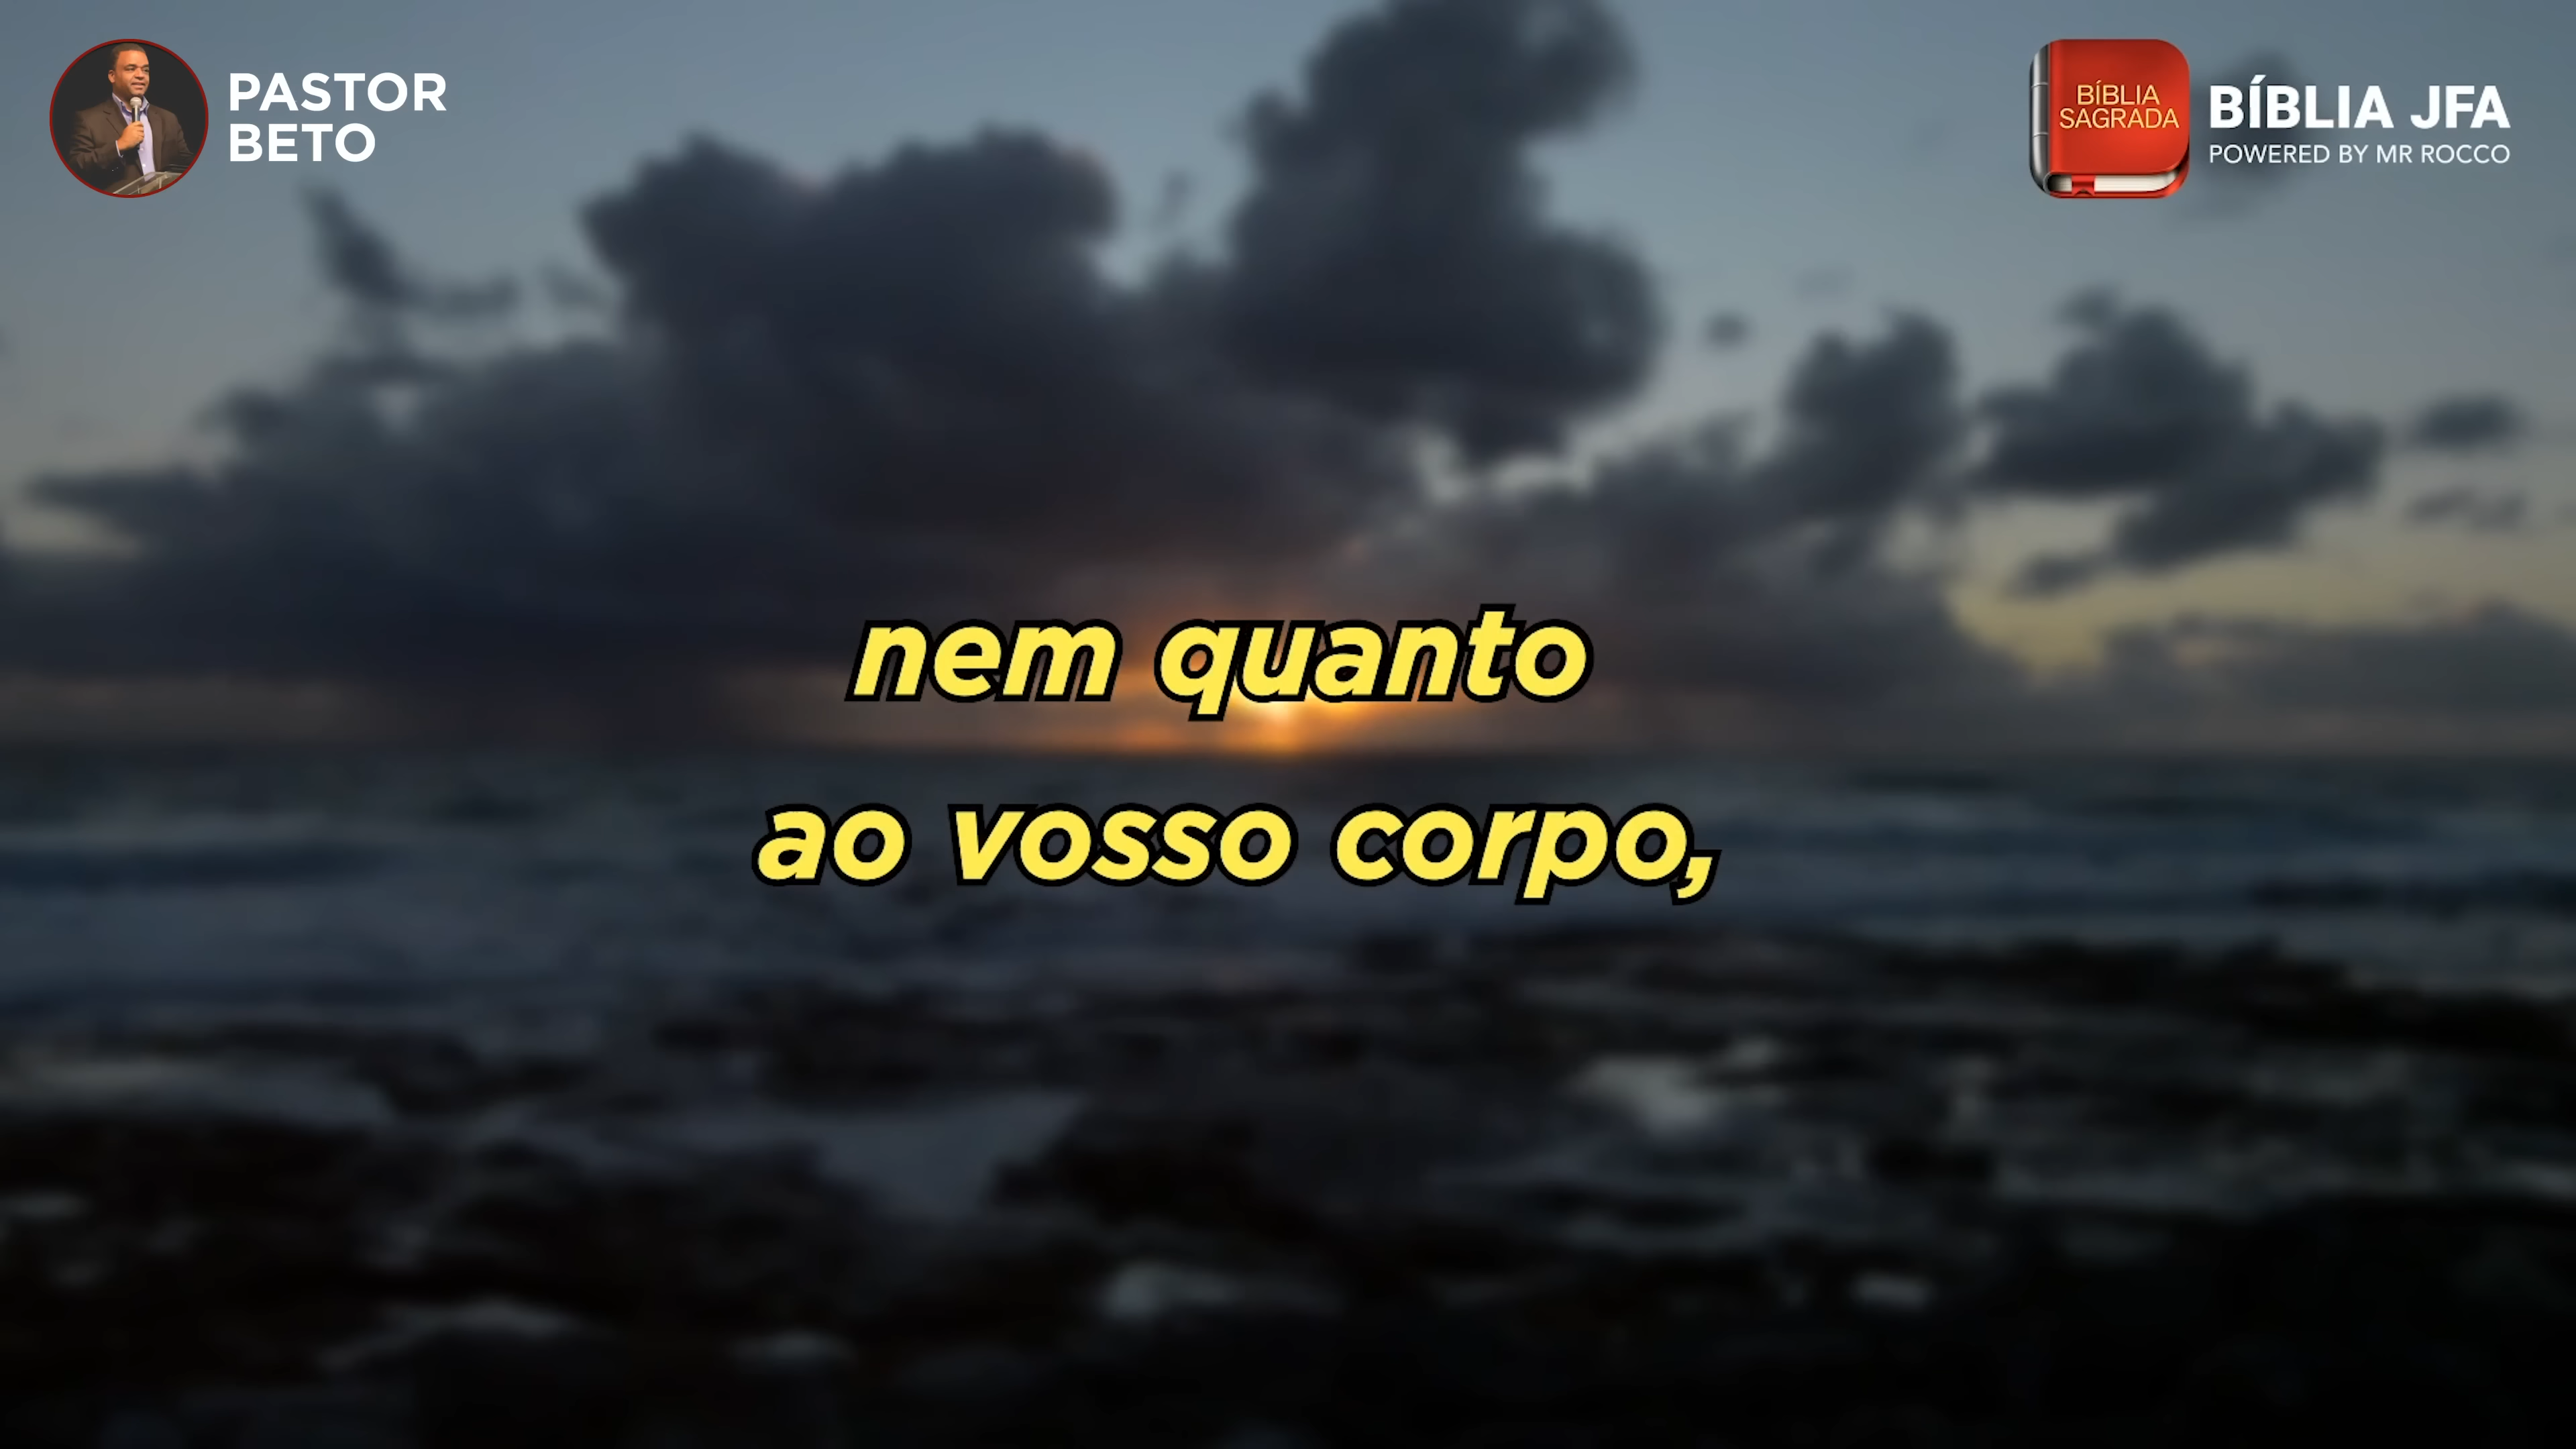 PASTOR
BETO
BÍBLIA
SAGRADA
BÍBLIA JFA
POWERED BY MR ROCCO
nem quanto
ao vosso corpo,